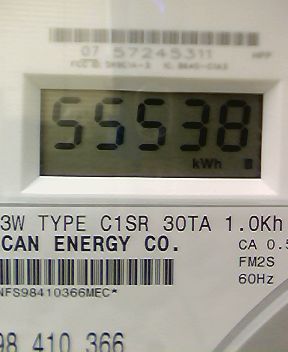 07 57245311
55538
kWh
3W TYPE C1SR 30TA 1.0Kh
CAN ENERGY CO.
CA 0.5
FM2S
NFS98410366MEC*
60Hz
98 410 366